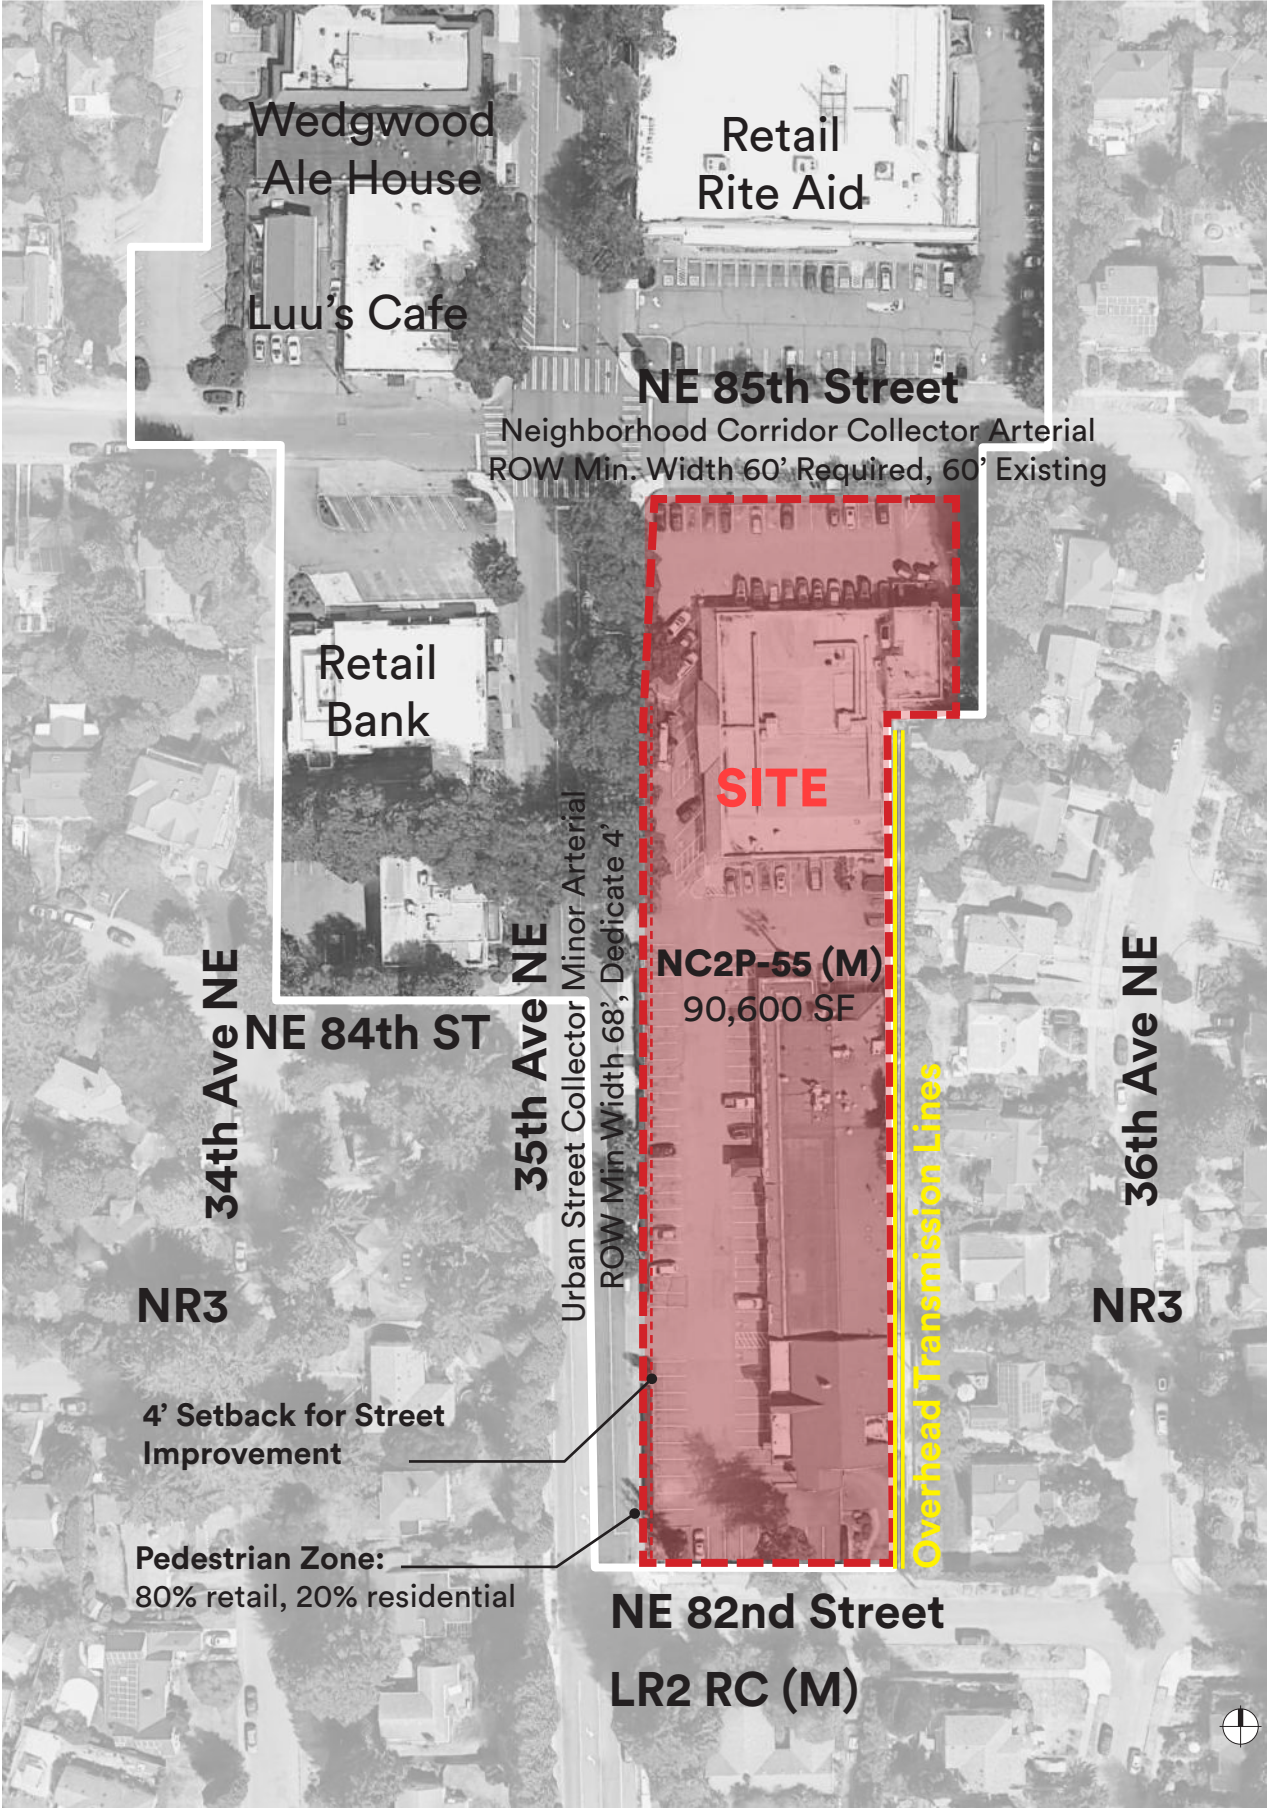 Wedgwood
Ale House
Retail
Rite Aid
Luu’s Cafe
NE 85th Street
Neighborhood Corridor Collector Arterial
ROW Min. Width 60’ Required, 60’ Existing
Retail
Bank
SITE
NC2P-55 (M)
90,600 SF
34th Ave NE
NE 84th ST
35th Ave NE
Urban Street Collector Minor Arterial
ROW Min Width 68’, Dedicate 4’
Overhead Transmission Lines
36th Ave NE
NR3
NR3
4’ Setback for Street
Improvement
Pedestrian Zone:
80% retail, 20% residential
NE 82nd Street
LR2 RC (M)